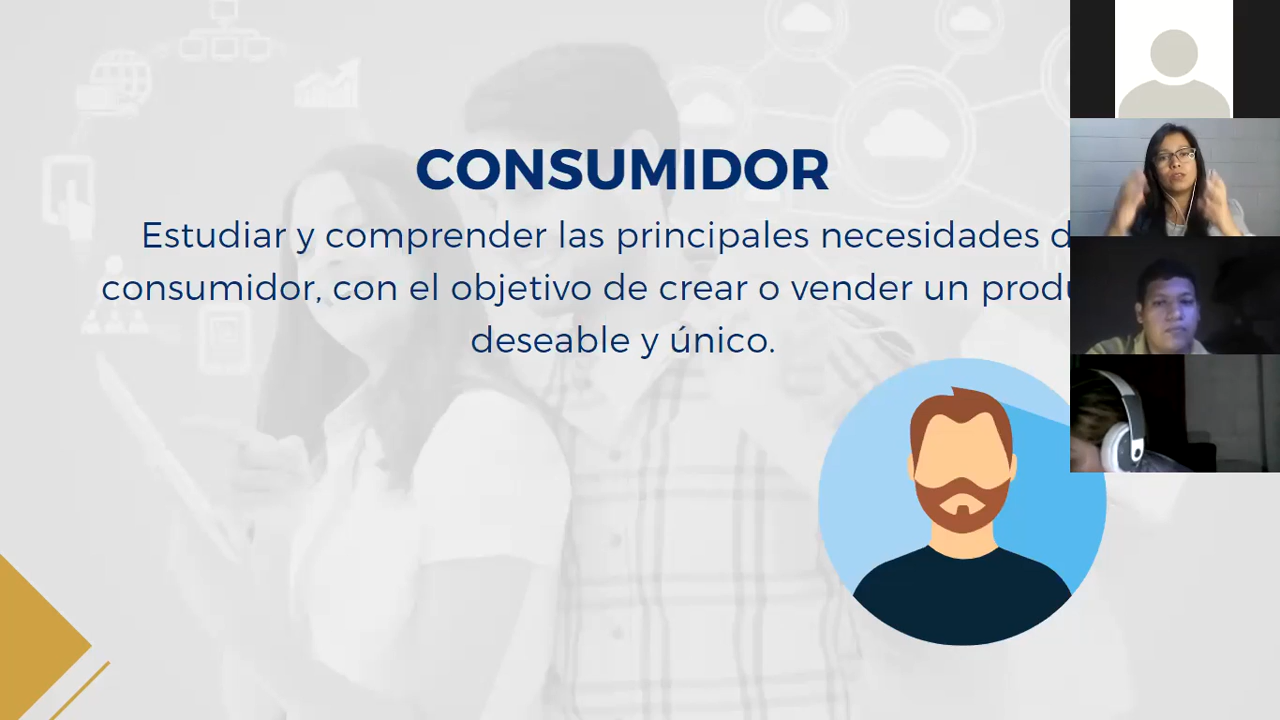 CONSUMIDOR
Estudiar y comprender las principales necesidades
consumidor, con el objetivo de crear o vender un
deseable y único.